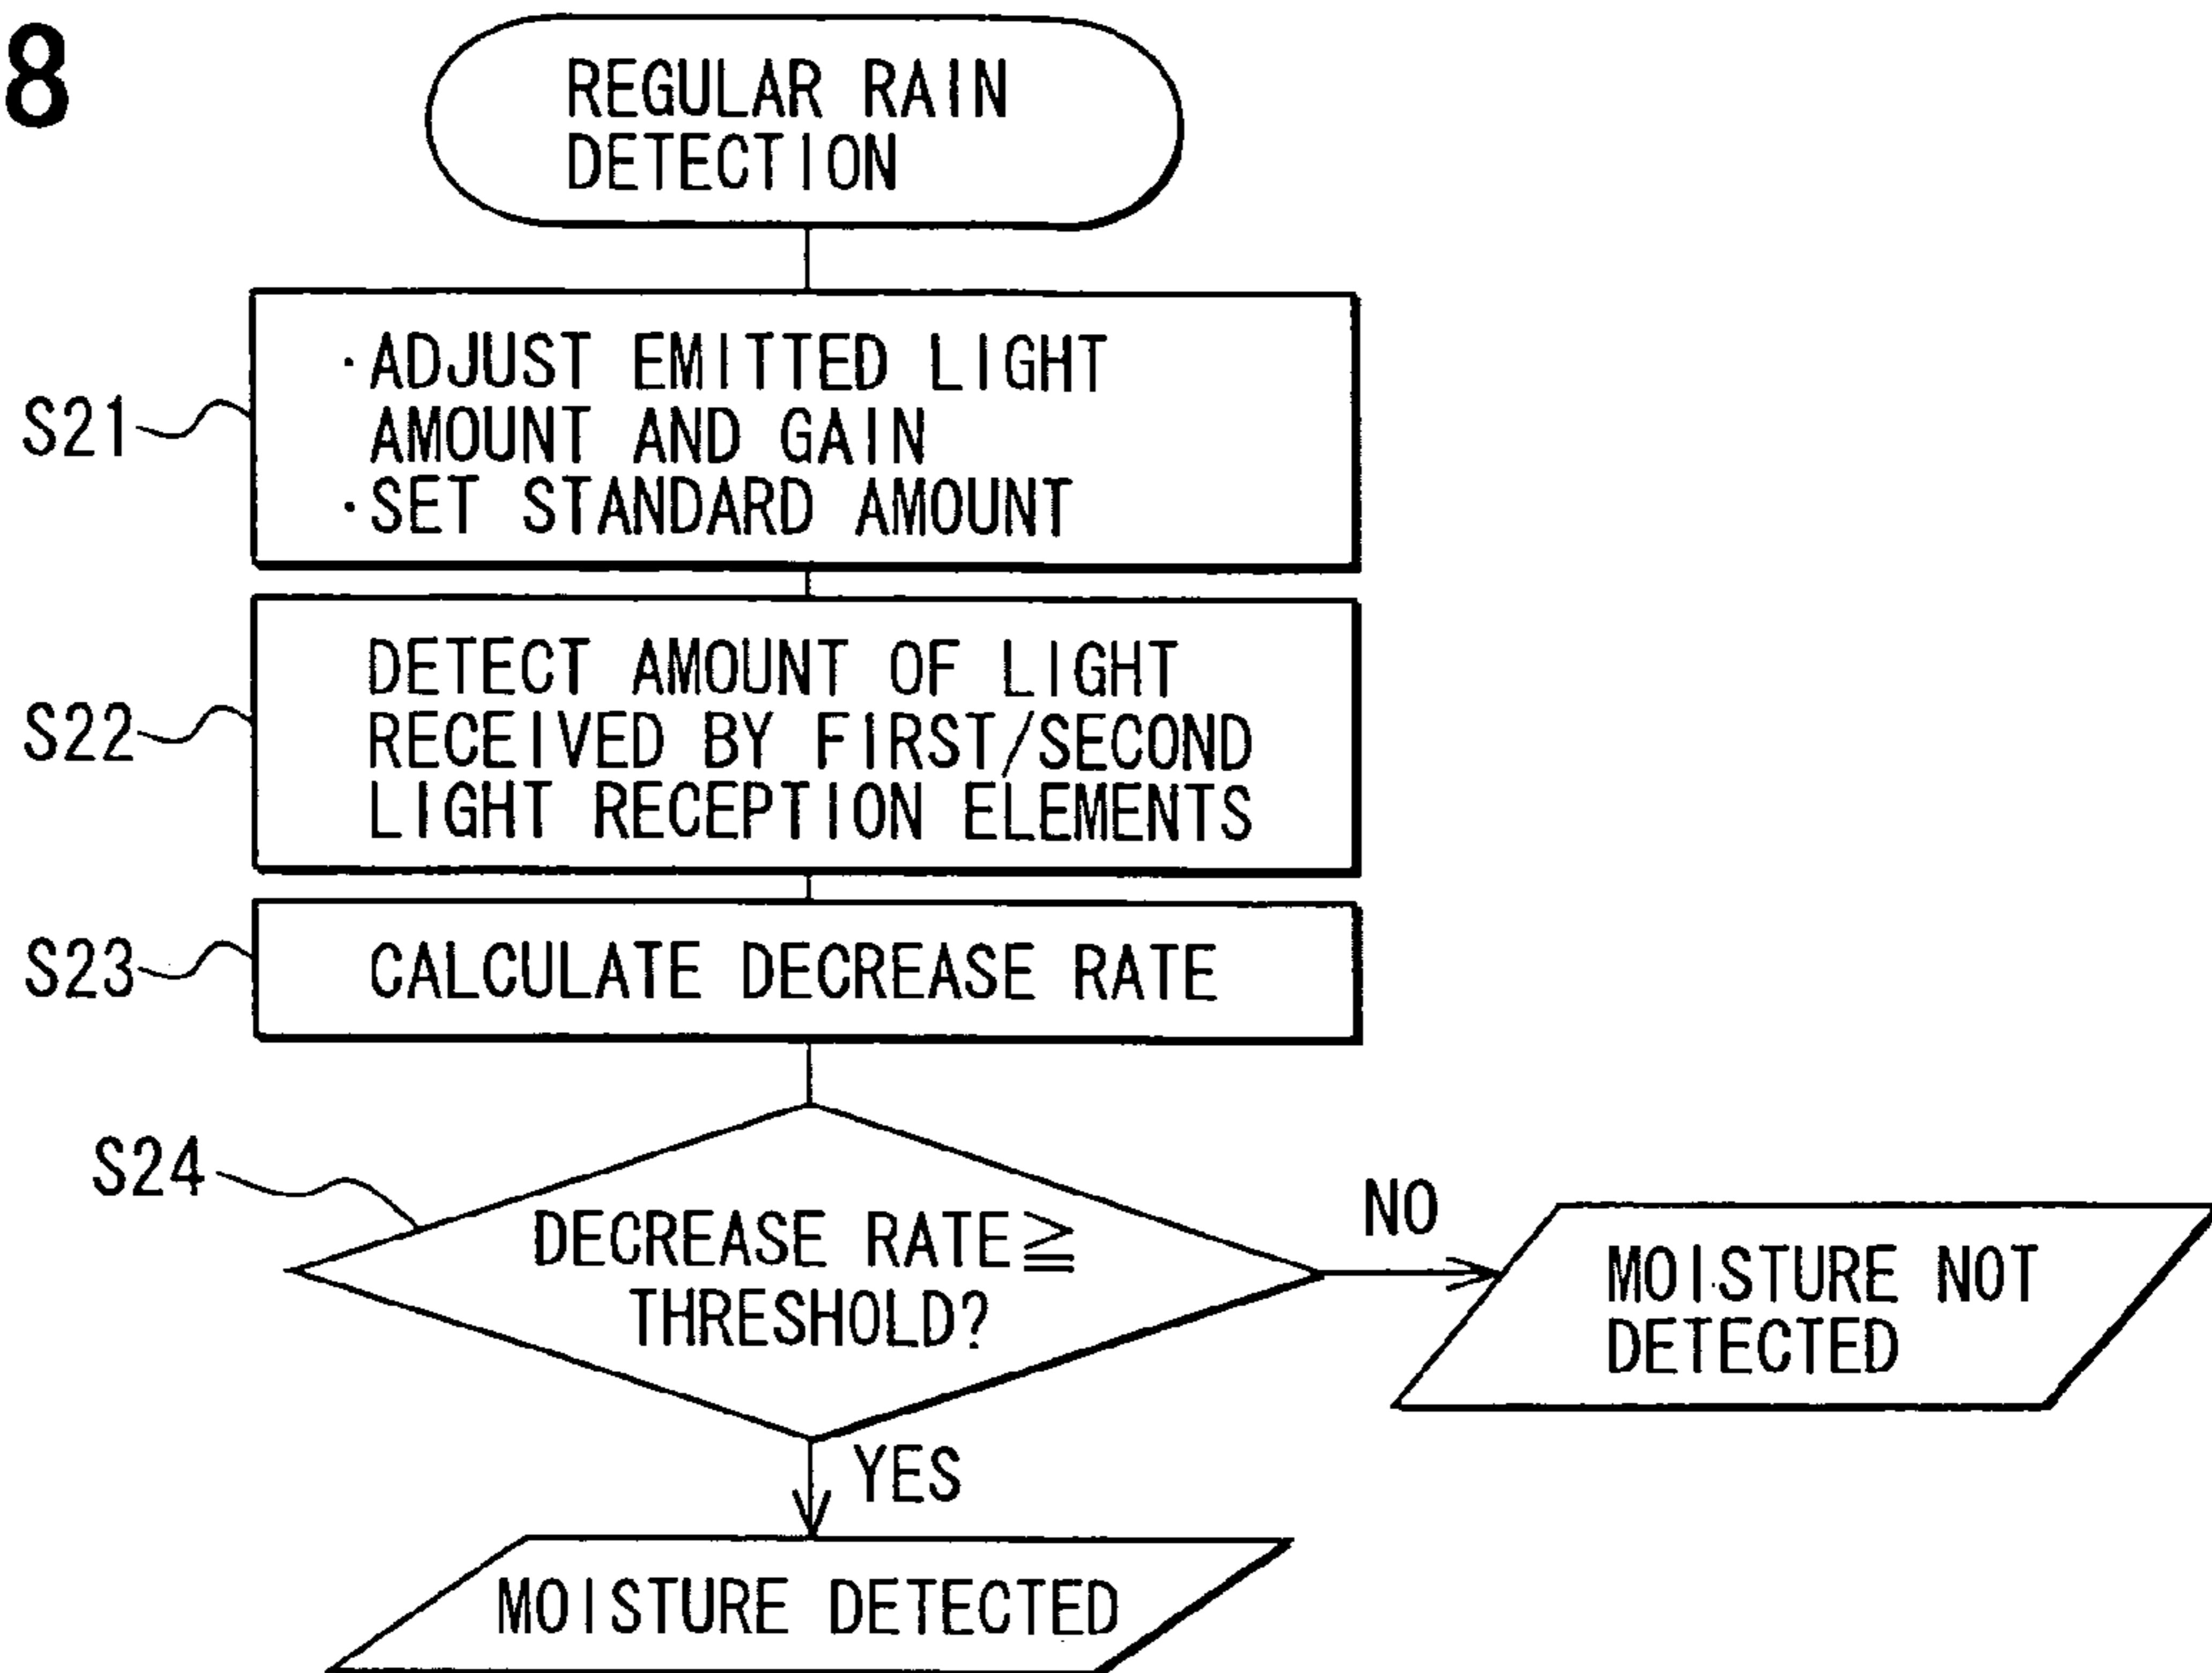 8
REGULAR RAIN
DETECTION
S21
・ADJUST EMITTED LIGHT
AMOUNT AND GAIN
・SET STANDARD AMOUNT
S22
DETECT AMOUNT OF LIGHT
RECEIVED BY FIRST/SECOND
LIGHT RECEPTION ELEMENTS
S23
CALCULATE DECREASE RATE
S24
DECREASE RATE≧
THRESHOLD?
NO
MOISTURE NOT
DETECTED
YES
MOISTURE DETECTED